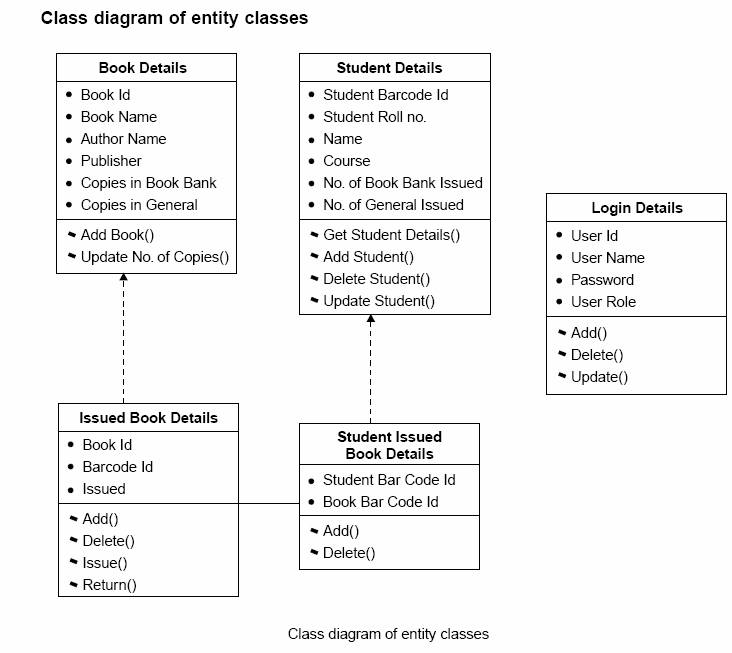 Class diagram of entity classes
Book Details
Book Id
Book Name
Author Name
Publisher
Copies in Book Bank
Copies in General
Add Book()
Update No. of Copies()
Student Details
Student Barcode Id
Student Roll no.
Name
Course
No. of Book Bank Issued
No. of General Issued
Get Student Details()
Add Student()
Delete Student()
Update Student()
Login Details
User Id
User Name
Password
User Role
Add()
Delete()
Update()
Issued Book Details
Book Id
Barcode Id
Issued
Add()
Delete()
Issue()
Return()
Student Issued
Book Details
Student Bar Code Id
Book Bar Code Id
Add()
Delete()
Class diagram of entity classes